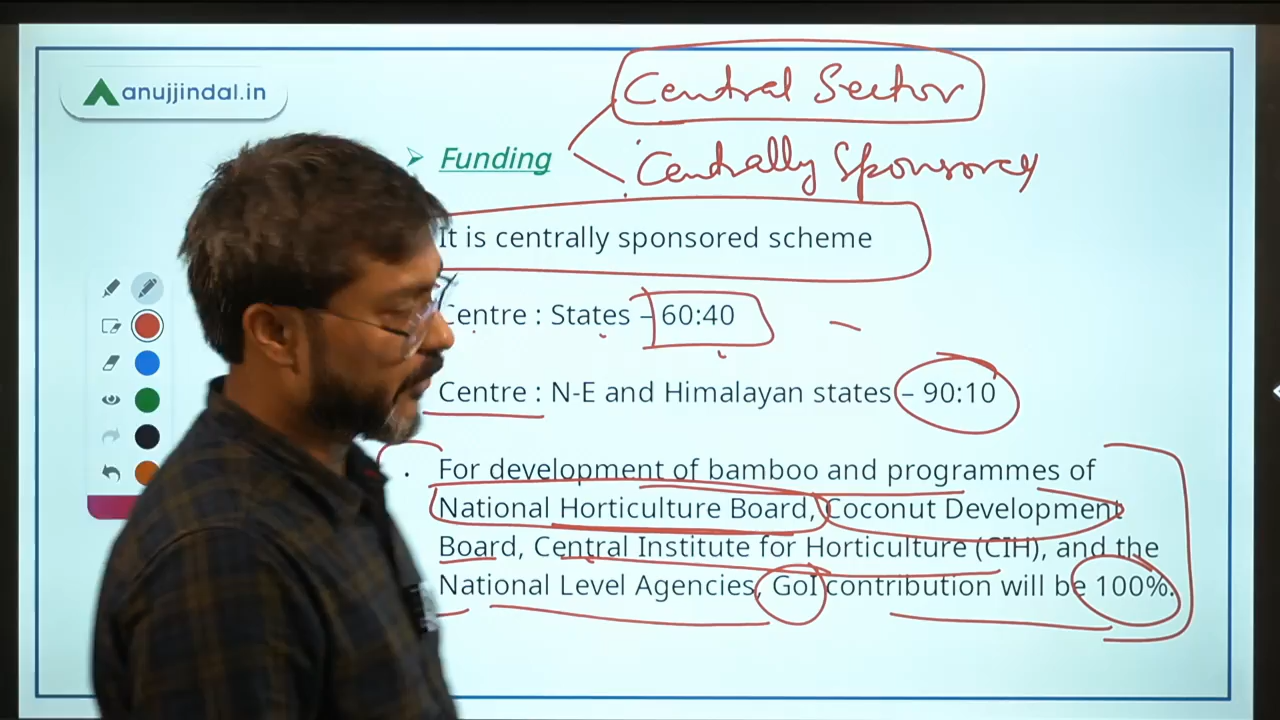 anujjindal.in
Central Sector
Funding
Centrally Sponsored
It is centrally sponsored scheme
Centre : States – 60:40
Centre : N-E and Himalayan states – 90:10
For development of bamboo and programmes of
National Horticulture Board, Coconut Development
Board, Central Institute for Horticulture (CIH), and the
National Level Agencies, GoI contribution will be 100%.